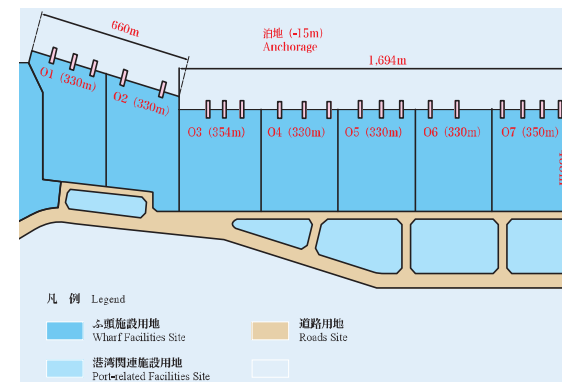 660m
泊地 (-15m)
Anchorage
1,694m
O1 (330m)
O2 (330m)
O3 (354m)
O4 (330m)
O5 (330m)
O6 (330m)
O7 (350m)
凡 例 Legend
ふ頭施設用地
Wharf Facilities Site
道路用地
Roads Site
港湾関連施設用地
Port-related Facilities Site